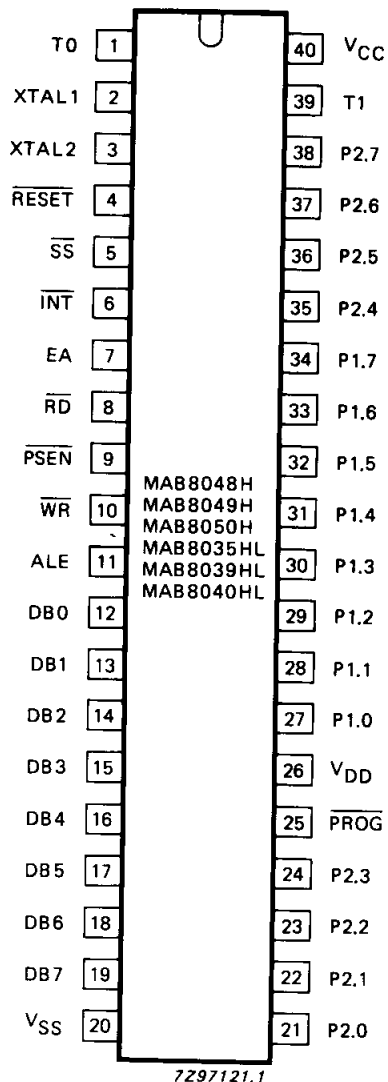 T0 1 40 VCC
XTAL1 2 39 T1
XTAL2 3 38 P2.7
RESET 4 37 P2.6
SS 5 36 P2.5
INT 6 35 P2.4
EA 7 34 P1.7
RD 8 33 P1.6
PSEN 9 32 P1.5
MAB8048H
MAB8049H
WR 10 MAB8050H 31 P1.4
MAB8035HL
ALE 11 MAB8039HL 30 P1.3
MAB8040HL
DB0 12 29 P1.2
DB1 13 28 P1.1
DB2 14 27 P1.0
DB3 15 26 VDD
DB4 16 25 PROG
DB5 17 24 P2.3
DB6 18 23 P2.2
DB7 19 22 P2.1
VSS 20 21 P2.0
7297121.1